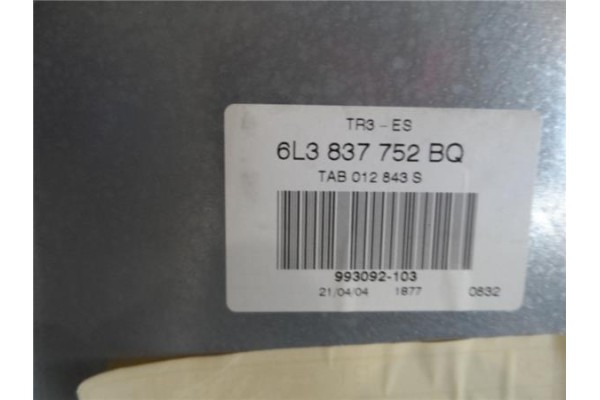 TR3 - ES
6L3 837 752 BQ
TAB 012 843 S
993092-103
21/04/04 1877 0832